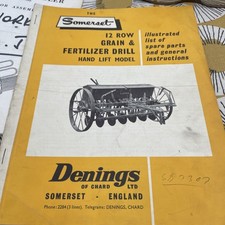 THE
Somerset
12 ROW
GRAIN &
FERTILIZER DRILL
HAND LIFT MODEL
illustrated
list of
spare parts
and general
instructions
Denings
OF CHARD LTD
SOMERSET - ENGLAND
Phone: 2284 (3 lines). Telegrams: DENINGS, CHARD